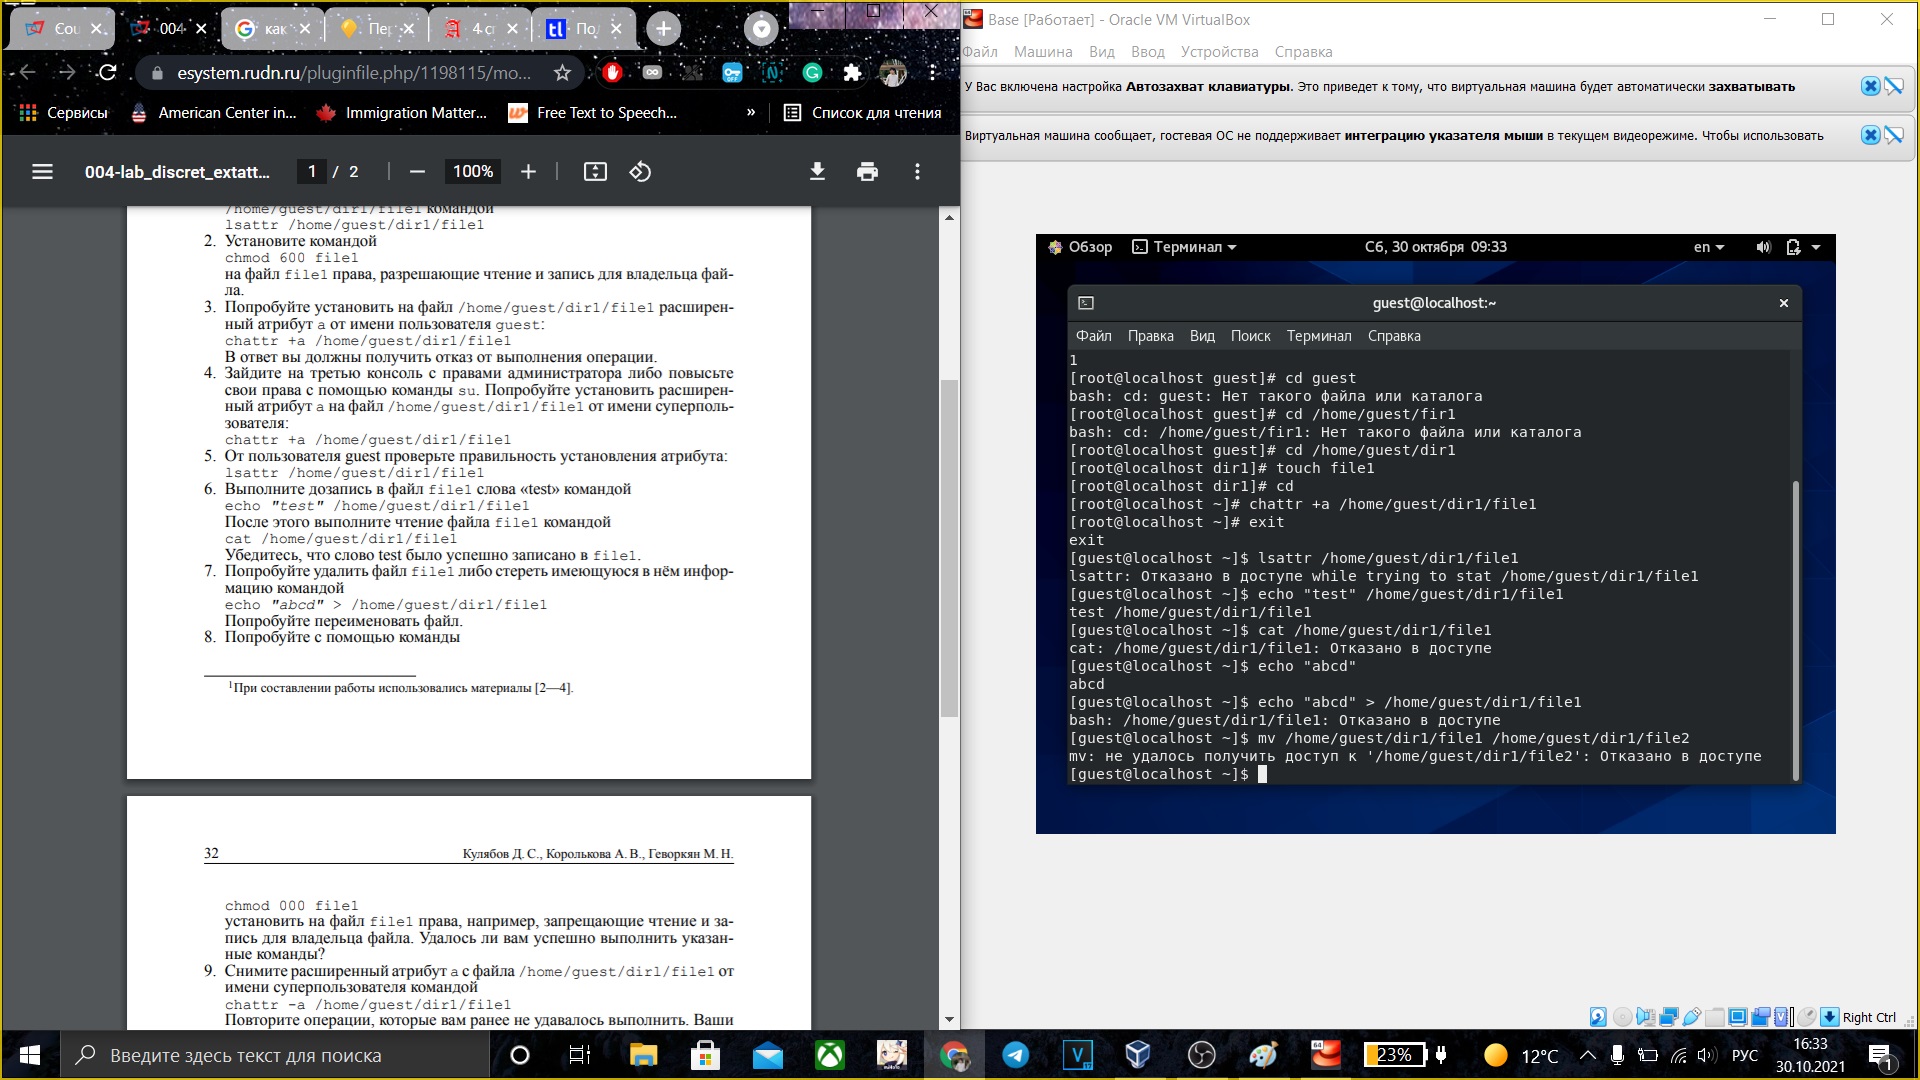 Cou
004
как
Пер
4 сп
По
esystem.rudn.ru/pluginfile.php/1198115/mo...
Сервисы
American Center in...
Immigration Matter...
Free Text to Speech...
»
Список для чтения
004-lab_discret_extatt...
1 / 2
100%
/home/guest/dir1/file1 командой
lsattr /home/guest/dir1/file1
2. Установите командой
chmod 600 file1
на файл file1 права, разрешающие чтение и запись для владельца фай-
ла.
3. Попробуйте установить на файл /home/guest/dir1/file1 расширен-
ный атрибут a от имени пользователя guest:
chattr +a /home/guest/dir1/file1
В ответ вы должны получить отказ от выполнения операции.
4. Зайдите на третью консоль с правами администратора либо повысьте
свои права с помощью команды su. Попробуйте установить расширен-
ный атрибут a на файл /home/guest/dir1/file1 от имени суперполь-
зователя:
chattr +a /home/guest/dir1/file1
5. От пользователя guest проверьте правильность установления атрибута:
lsattr /home/guest/dir1/file1
6. Выполните дозапись в файл file1 слова «test» командой
echo "test" /home/guest/dir1/file1
После этого выполните чтение файла file1 командой
cat /home/guest/dir1/file1
Убедитесь, что слово test было успешно записано в file1.
7. Попробуйте удалить файл file1 либо стереть имеющуюся в нём инфор-
мацию командой
echo "abcd" > /home/guest/dirl/file1
Попробуйте переименовать файл.
8. Попробуйте с помощью команды
1При составлении работы использовались материалы [2—4].
32
Кулябов Д. С., Королькова А. В., Геворкян М. Н.
chmod 000 file1
установить на файл file1 права, например, запрещающие чтение и за-
пись для владельца файла. Удалось ли вам успешно выполнить указан-
ные команды?
9. Снимите расширенный атрибут a с файла /home/guest/dirl/file1 от
имени суперпользователя командой
chattr -a /home/guest/dir1/file1
Повторите операции, которые вам ранее не удавалось выполнить. Ваши
Base [Работает] - Oracle VM VirtualBox
Файл Машина Вид Ввод Устройства Справка
У Вас включена настройка Автозахват клавиатуры. Это приведет к тому, что виртуальная машина будет автоматически захватывать
Виртуальная машина сообщает, гостевая ОС не поддерживает интеграцию указателя мыши в текущем видеорежиме. Чтобы использовать
Обзор Терминал Сб, 30 октября 09:33 en
guest@localhost:~
Файл Правка Вид Поиск Терминал Справка
1
[root@localhost guest]# cd guest
bash: cd: guest: Нет такого файла или каталога
[root@localhost guest]# cd /home/guest/fir1
bash: cd: /home/guest/fir1: Нет такого файла или каталога
[root@localhost guest]# cd /home/guest/dir1
[root@localhost dir1]# touch file1
[root@localhost dir1]# cd
[root@localhost ~]# chattr +a /home/guest/dir1/file1
[root@localhost ~]# exit
exit
[guest@localhost ~]$ lsattr /home/guest/dir1/file1
lsattr: Отказано в доступе while trying to stat /home/guest/dir1/file1
[guest@localhost ~]$ echo "test" /home/guest/dir1/file1
test /home/guest/dir1/file1
[guest@localhost ~]$ cat /home/guest/dir1/file1
cat: /home/guest/dir1/file1: Отказано в доступе
[guest@localhost ~]$ echo "abcd"
abcd
[guest@localhost ~]$ echo "abcd" > /home/guest/dir1/file1
bash: /home/guest/dir1/file1: Отказано в доступе
[guest@localhost ~]$ mv /home/guest/dir1/file1 /home/guest/dir1/file2
mv: не удалось получить доступ к '/home/guest/dir1/file2': Отказано в доступе
[guest@localhost ~]$
Right Ctrl
Введите здесь текст для поиска
23%
12°C
РУС
16:33
30.10.2021
1